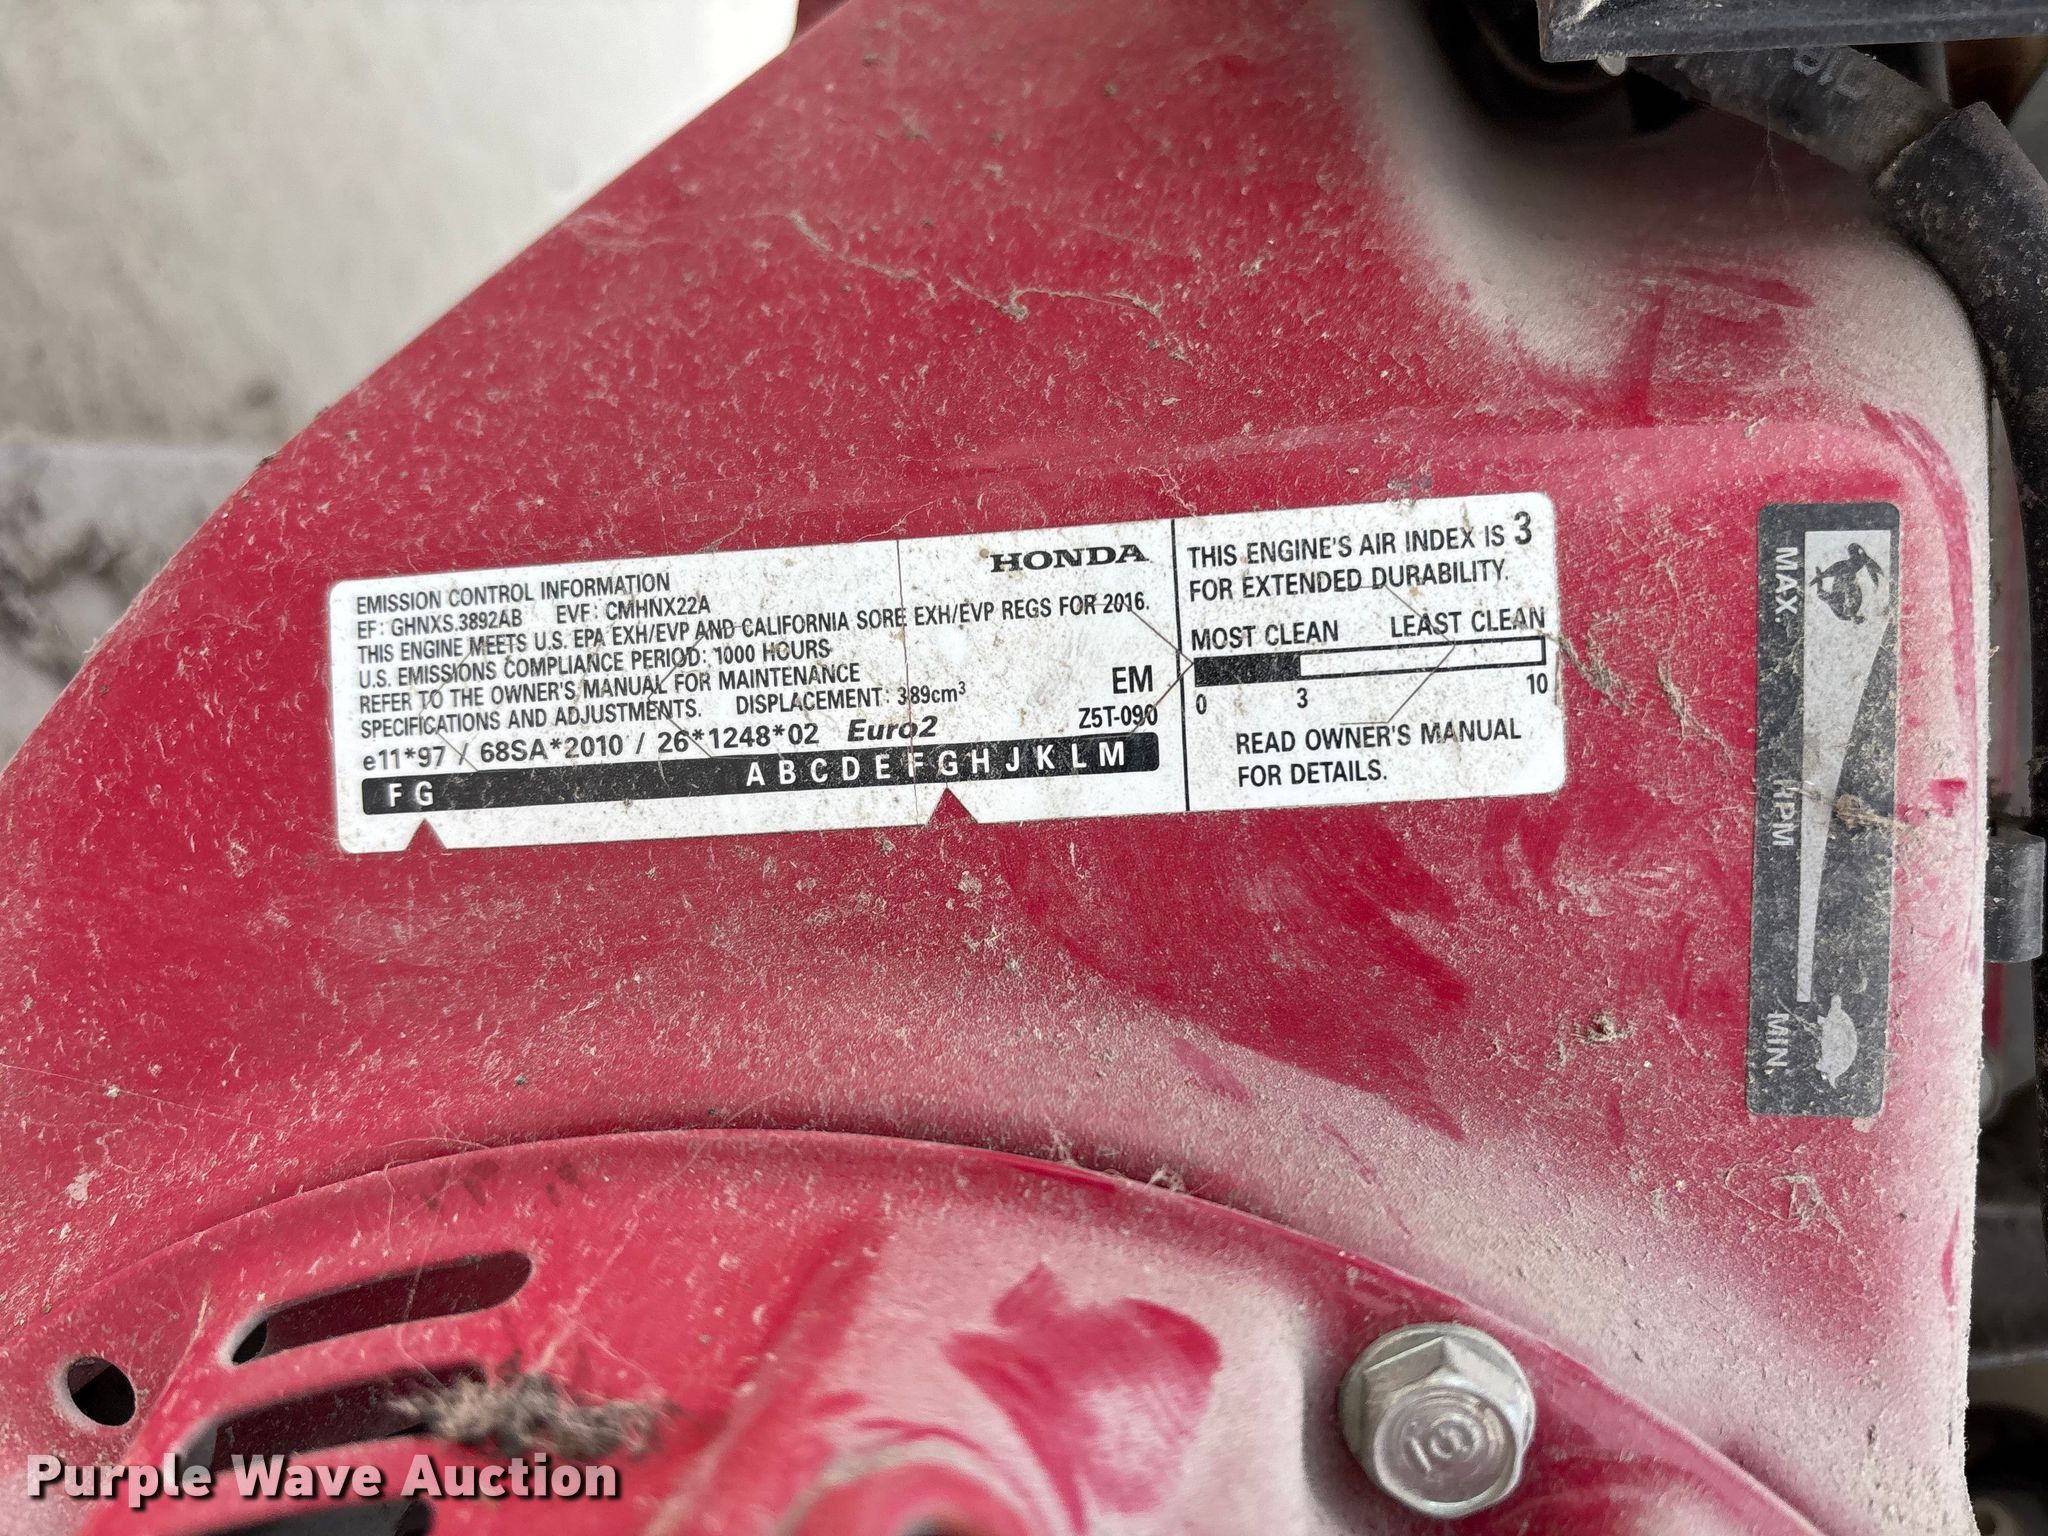 HONDA
EMISSION CONTROL INFORMATION
EF: GHNXS.3892AB EVF: CMHNX22A
THIS ENGINE MEETS U.S. EPA EXH/EVP AND CALIFORNIA SORE EXH/EVP REGS FOR 2016.
U.S. EMISSIONS COMPLIANCE PERIOD: 1000 HOURS
REFER TO THE OWNER'S MANUAL FOR MAINTENANCE
SPECIFICATIONS AND ADJUSTMENTS. DISPLACEMENT: 389cm³
EM
e11*97 / 68SA*2010 / 26*1248*02 Euro2
Z5T-090
F G A B C D E F G H J K L M
THIS ENGINE'S AIR INDEX IS 3
FOR EXTENDED DURABILITY.
MOST CLEAN LEAST CLEAN
0 3 10
READ OWNER'S MANUAL
FOR DETAILS.
MAX.
RPM
MIN.
8
Purple Wave Auction